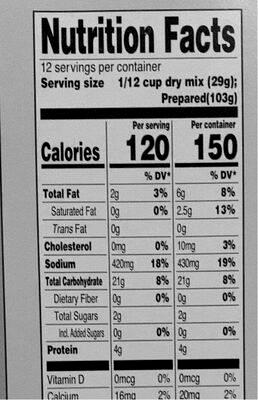 Nutrition Facts
12 servings per container
Serving size 1/12 cup dry mix (29g);
Prepared(103g)
Per serving Per container
Calories 120 150
% DV* % DV*
Total Fat 2g 3% 6g 8%
Saturated Fat 0g 0% 2.5g 13%
Trans Fat 0g 0g
Cholesterol 0mg 0% 10mg 3%
Sodium 420mg 18% 430mg 19%
Total Carbohydrate 21g 8% 21g 8%
Dietary Fiber 0g 0% 0g 0%
Total Sugars 2g 2g
Incl. Added Sugars 0g 0% 0g 0%
Protein 4g 4g
Vitamin D 0mcg 0% 0mcg 0%
Calcium 16mg 2% 20mg 2%